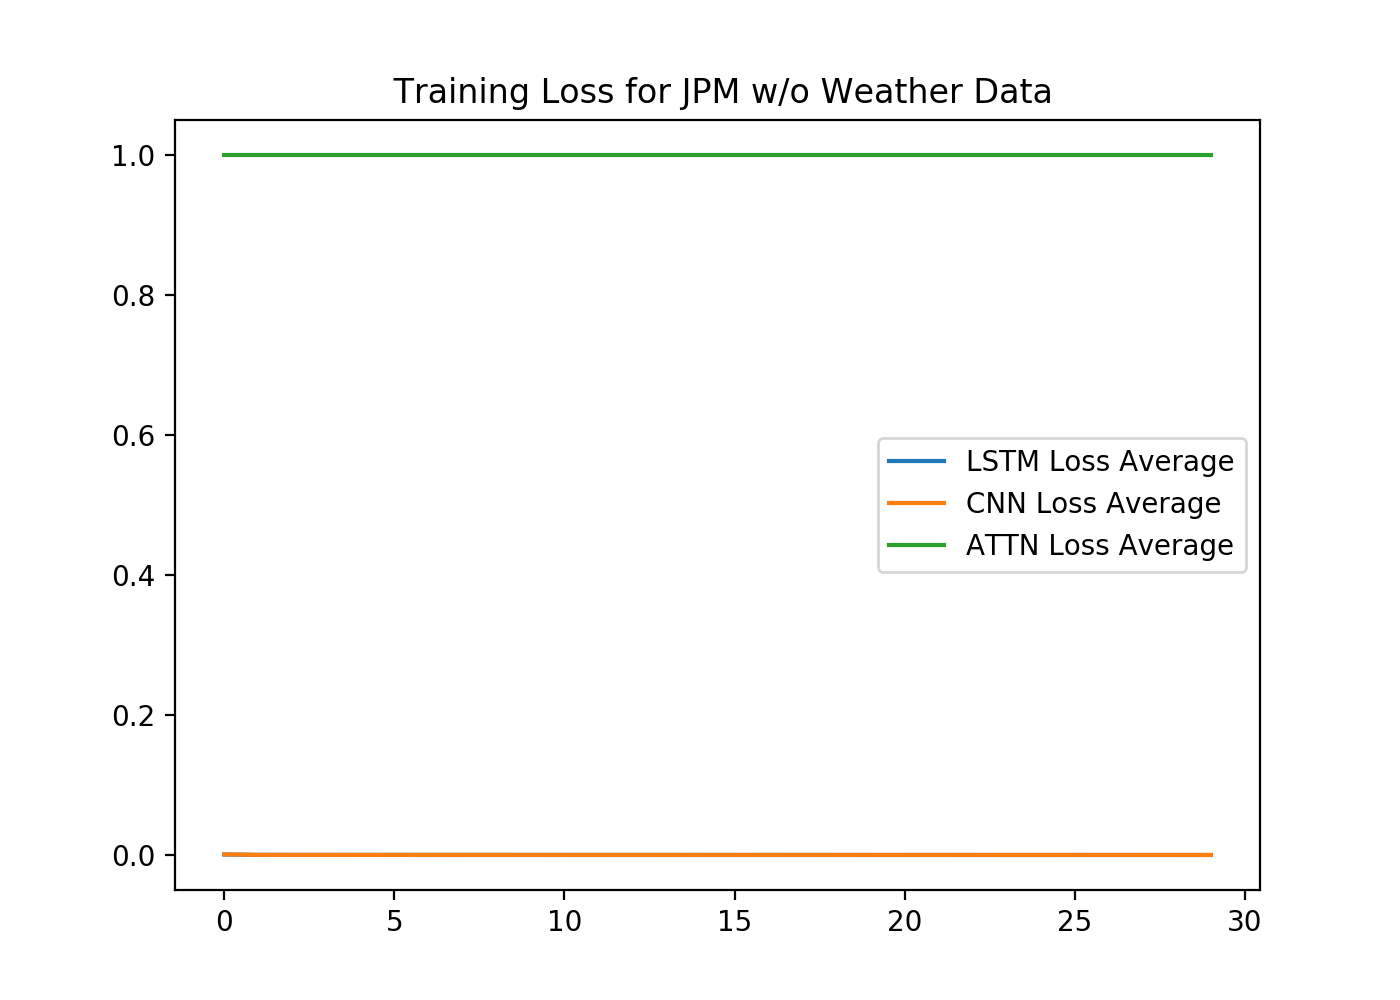 Training Loss for JPM w/o Weather Data
1.0
0.8
0.6
0.4
0.2
0.0
LSTM Loss Average
CNN Loss Average
ATTN Loss Average
0 5 10 15 20 25 30